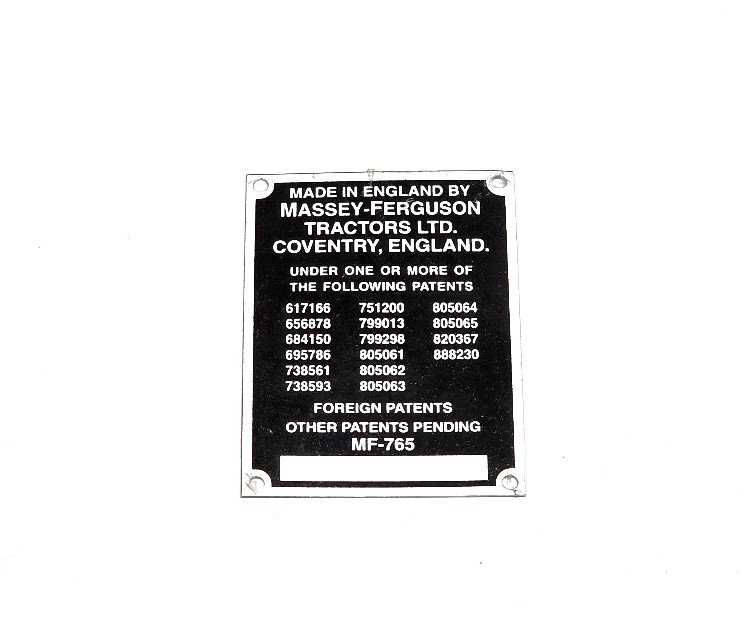 MADE IN ENGLAND BY
MASSEY-FERGUSON
TRACTORS LTD.
COVENTRY, ENGLAND.
UNDER ONE OR MORE OF
THE FOLLOWING PATENTS
617166 751200 805064
656878 799013 805065
684150 799298 820367
695786 805061 888230
738561 805062
738593 805063
FOREIGN PATENTS
OTHER PATENTS PENDING
MF-765